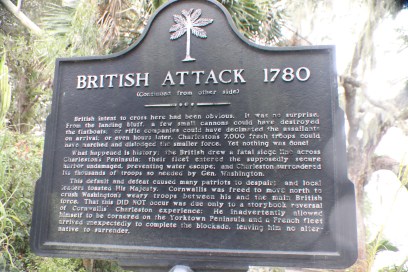 BRITISH ATTACK 1780
(Continued from other side)
British intent to cross here had been obvious. It was no surprise.
From the landing bluff, a few small cannons could have destroyed
the flatboats; or rifle companies could have decimated the assailants
on arrival, or even hours later. Charleston's 7,000 fresh troops could
have marched and dislodged the smaller force. Yet nothing was done!
What happened is history: the British drew a fatal siege line across
Charleston's Peninsula; their fleet entered the supposedly secure
harbor undamaged, preventing water escape, and Charleston surrendered
its thousands of troops so needed by Gen. Washington.
This defeat and defeat caused many patriots to despair, and local
leaders toasted His Majesty. Cornwallis was freed to move north to
crush Washington's weary troops between his and the main British
force. That this DID NOT occur was due only to a storybook reversal
of Cornwallis' Charleston experience: He inadvertently allowed
himself to be cornered on the Yorktown Peninsula and a French fleet
arrived unexpectedly to complete the blockade, leaving him no alter-
native to surrender.